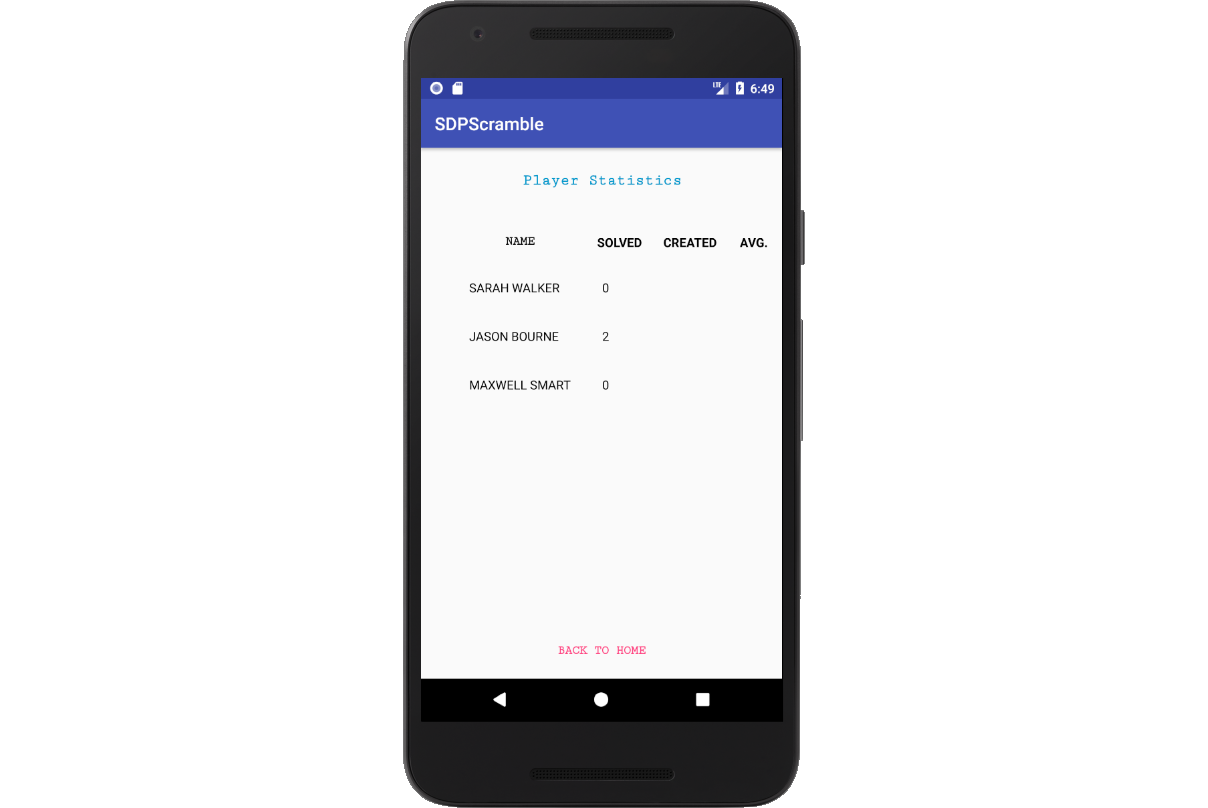 LTE 6:49
SDPScramble
Player Statistics
NAME SOLVED CREATED AVG.
SARAH WALKER 0
JASON BOURNE 2
MAXWELL SMART 0
BACK TO HOME